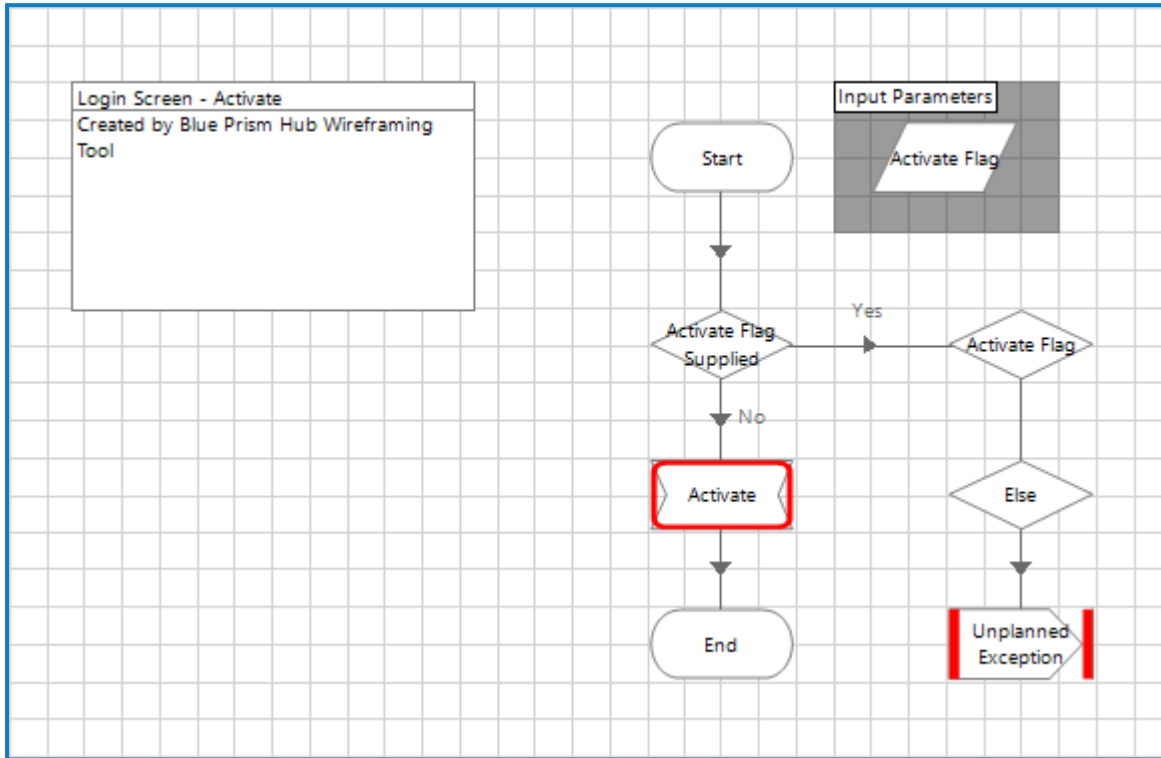 Login Screen - Activate
Created by Blue Prism Hub Wireframing
Tool
Input Parameters
Start
Activate Flag
Yes
Activate Flag
Supplied
Activate Flag
No
Activate
Else
End
Unplanned
Exception